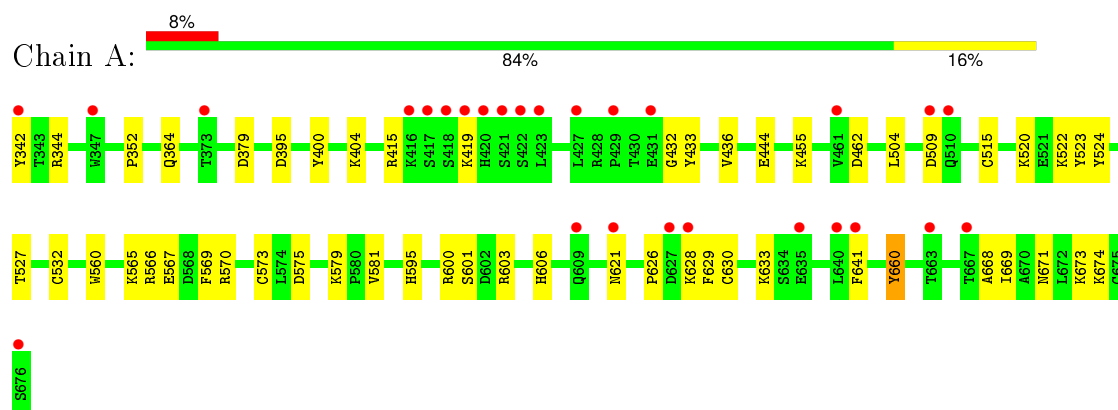 8%
Chain A: 84% 16%
Y342 T343 R344 W347 P352 Q364 T373 D379 D395 Y400 K404 R415 K416 S417 S418 K419 H420 S421 S422 L423 L427 R428 P429 T430 E431 G432 Y433 V436 E444 K455 V461 D462 L504 D509 Q510 C515 K520 E521 K522 Y523 Y524
T527 C532 W560 K565 R566 E567 D568 F569 R570 C573 L574 D575 K579 P580 V581 H595 R600 S601 D602 R603 H606 Q609 N621 P626 D627 K628 F629 C630 K633 S634 E635 L640 F641 Y660 T663 T667 A668 I669 A670 N671 L672 K673 K674 C675
S676